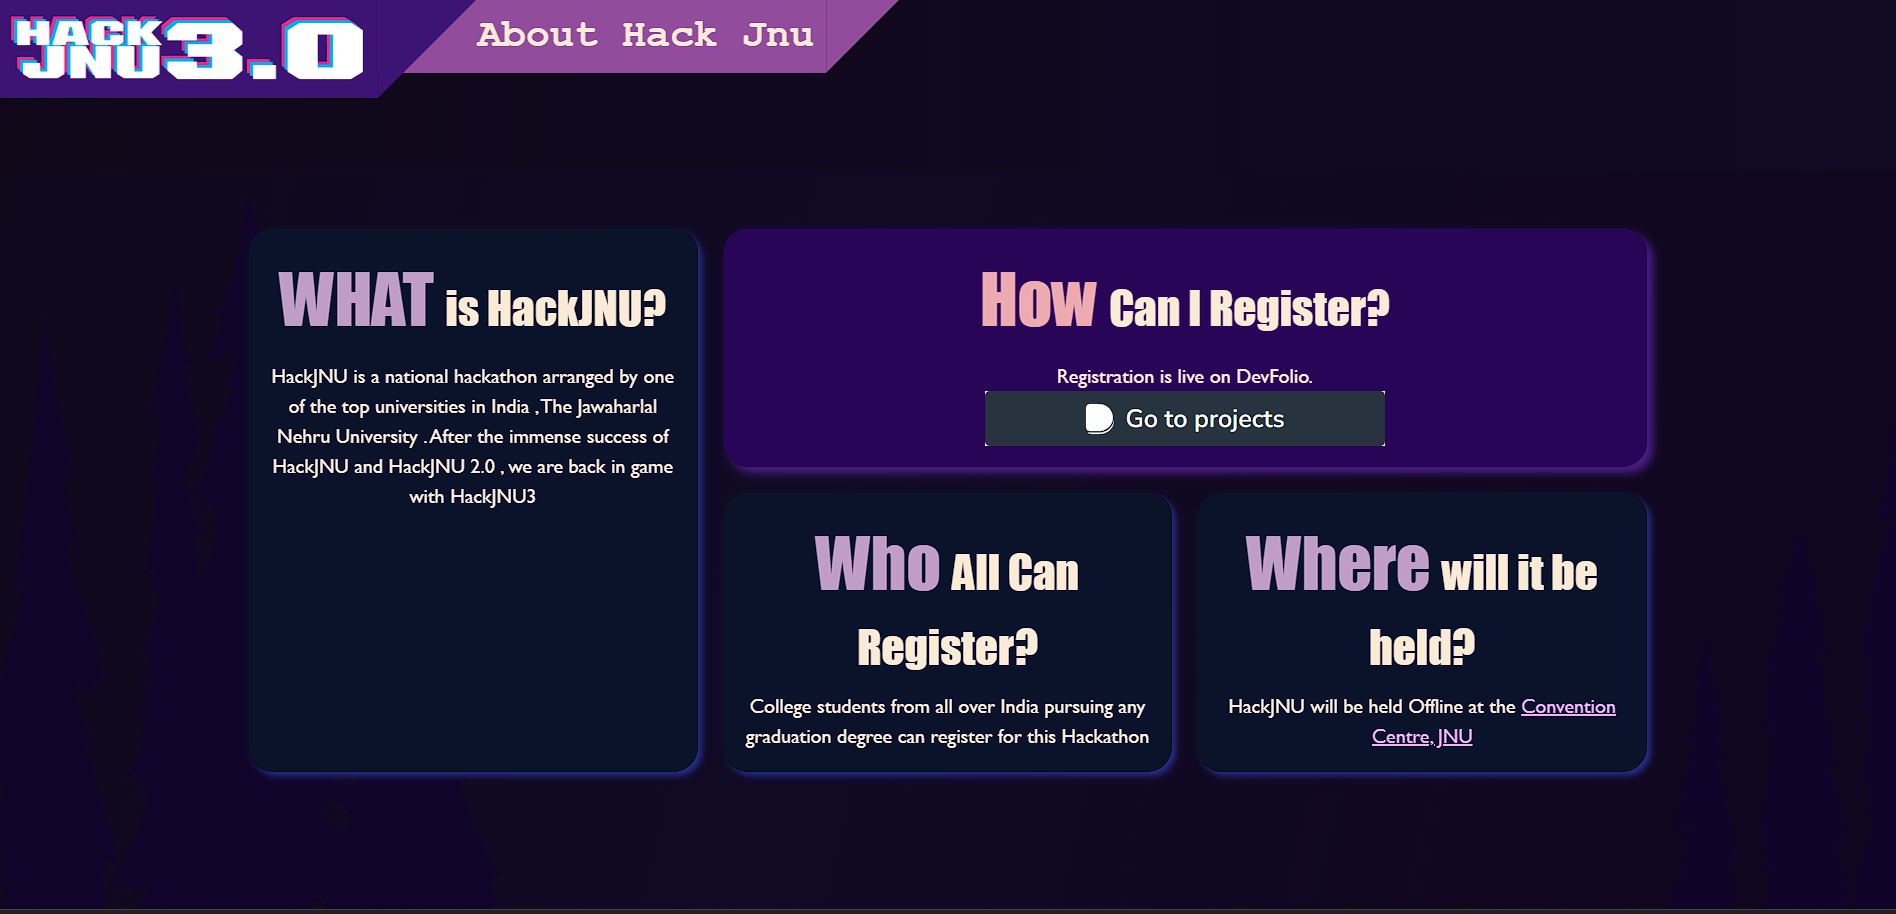 HACK
JNU 3.0
About Hack Jnu
WHAT is HackJNU?
HackJNU is a national hackathon arranged by one
of the top universities in India ,The Jawaharlal
Nehru University .After the immense success of
HackJNU and HackJNU 2.0 , we are back in game
with HackJNU3
How Can I Register?
Registration is live on DevFolio.
Go to projects
Who All Can
Register?
College students from all over India pursuing any
graduation degree can register for this Hackathon
Where will it be
held?
HackJNU will be held Offline at the Convention
Centre, JNU